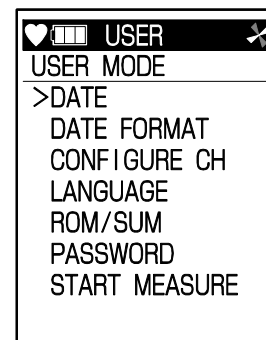 USER
USER MODE
>DATE
DATE FORMAT
CONFIGURE CH
LANGUAGE
ROM/SUM
PASSWORD
START MEASURE